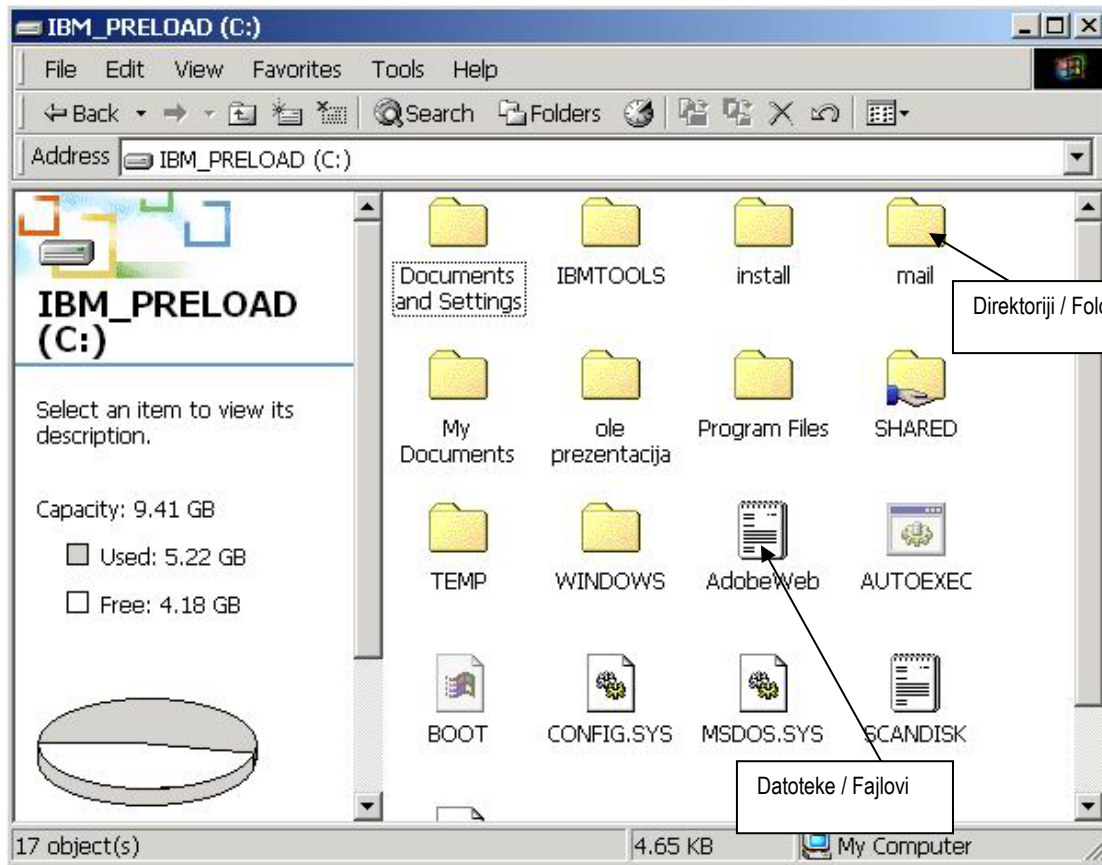 IBM_PRELOAD (C:)
File Edit View Favorites Tools Help
Back Search Folders
Address IBM_PRELOAD (C:)
IBM_PRELOAD
(C:)
Select an item to view its
description.
Capacity: 9.41 GB
Used: 5.22 GB
Free: 4.18 GB
Documents
and Settings
IBMTOOLS
install
mail
Direktoriji /
My
Documents
ole
prezentacija
Program Files
SHARED
TEMP
WINDOWS
AdobeWeb
AUTOEXEC
BOOT
CONFIG.SYS
MSDOS.SYS
SCANDISK
Datoteke / Fajlovi
17 object(s) 4.65 KB My Computer